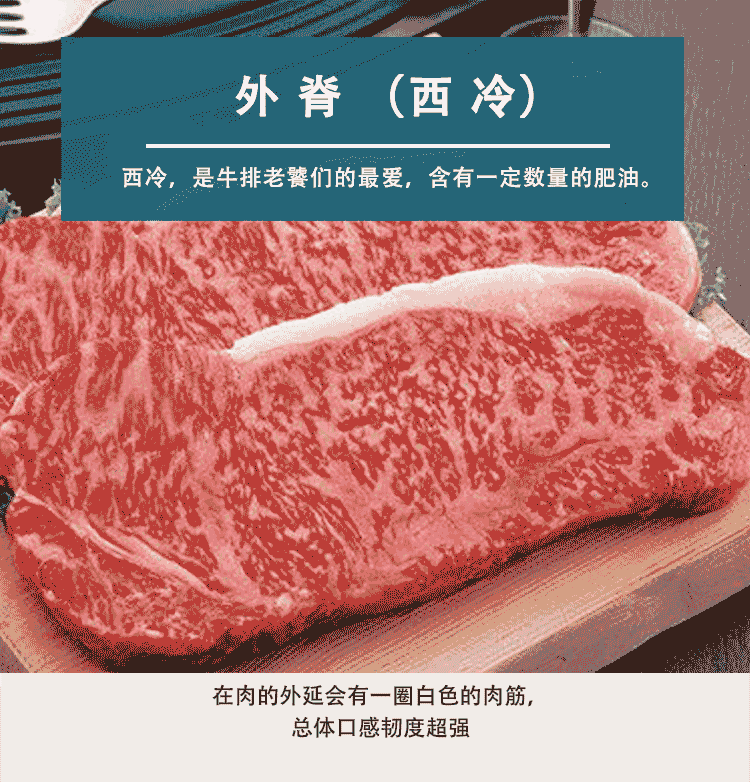 外脊（西冷）
西冷，是牛排老饕们的最爱，含有一定数量的肥油。
在肉的外延会有一圈白色的肉筋，
总体口感韧度超强